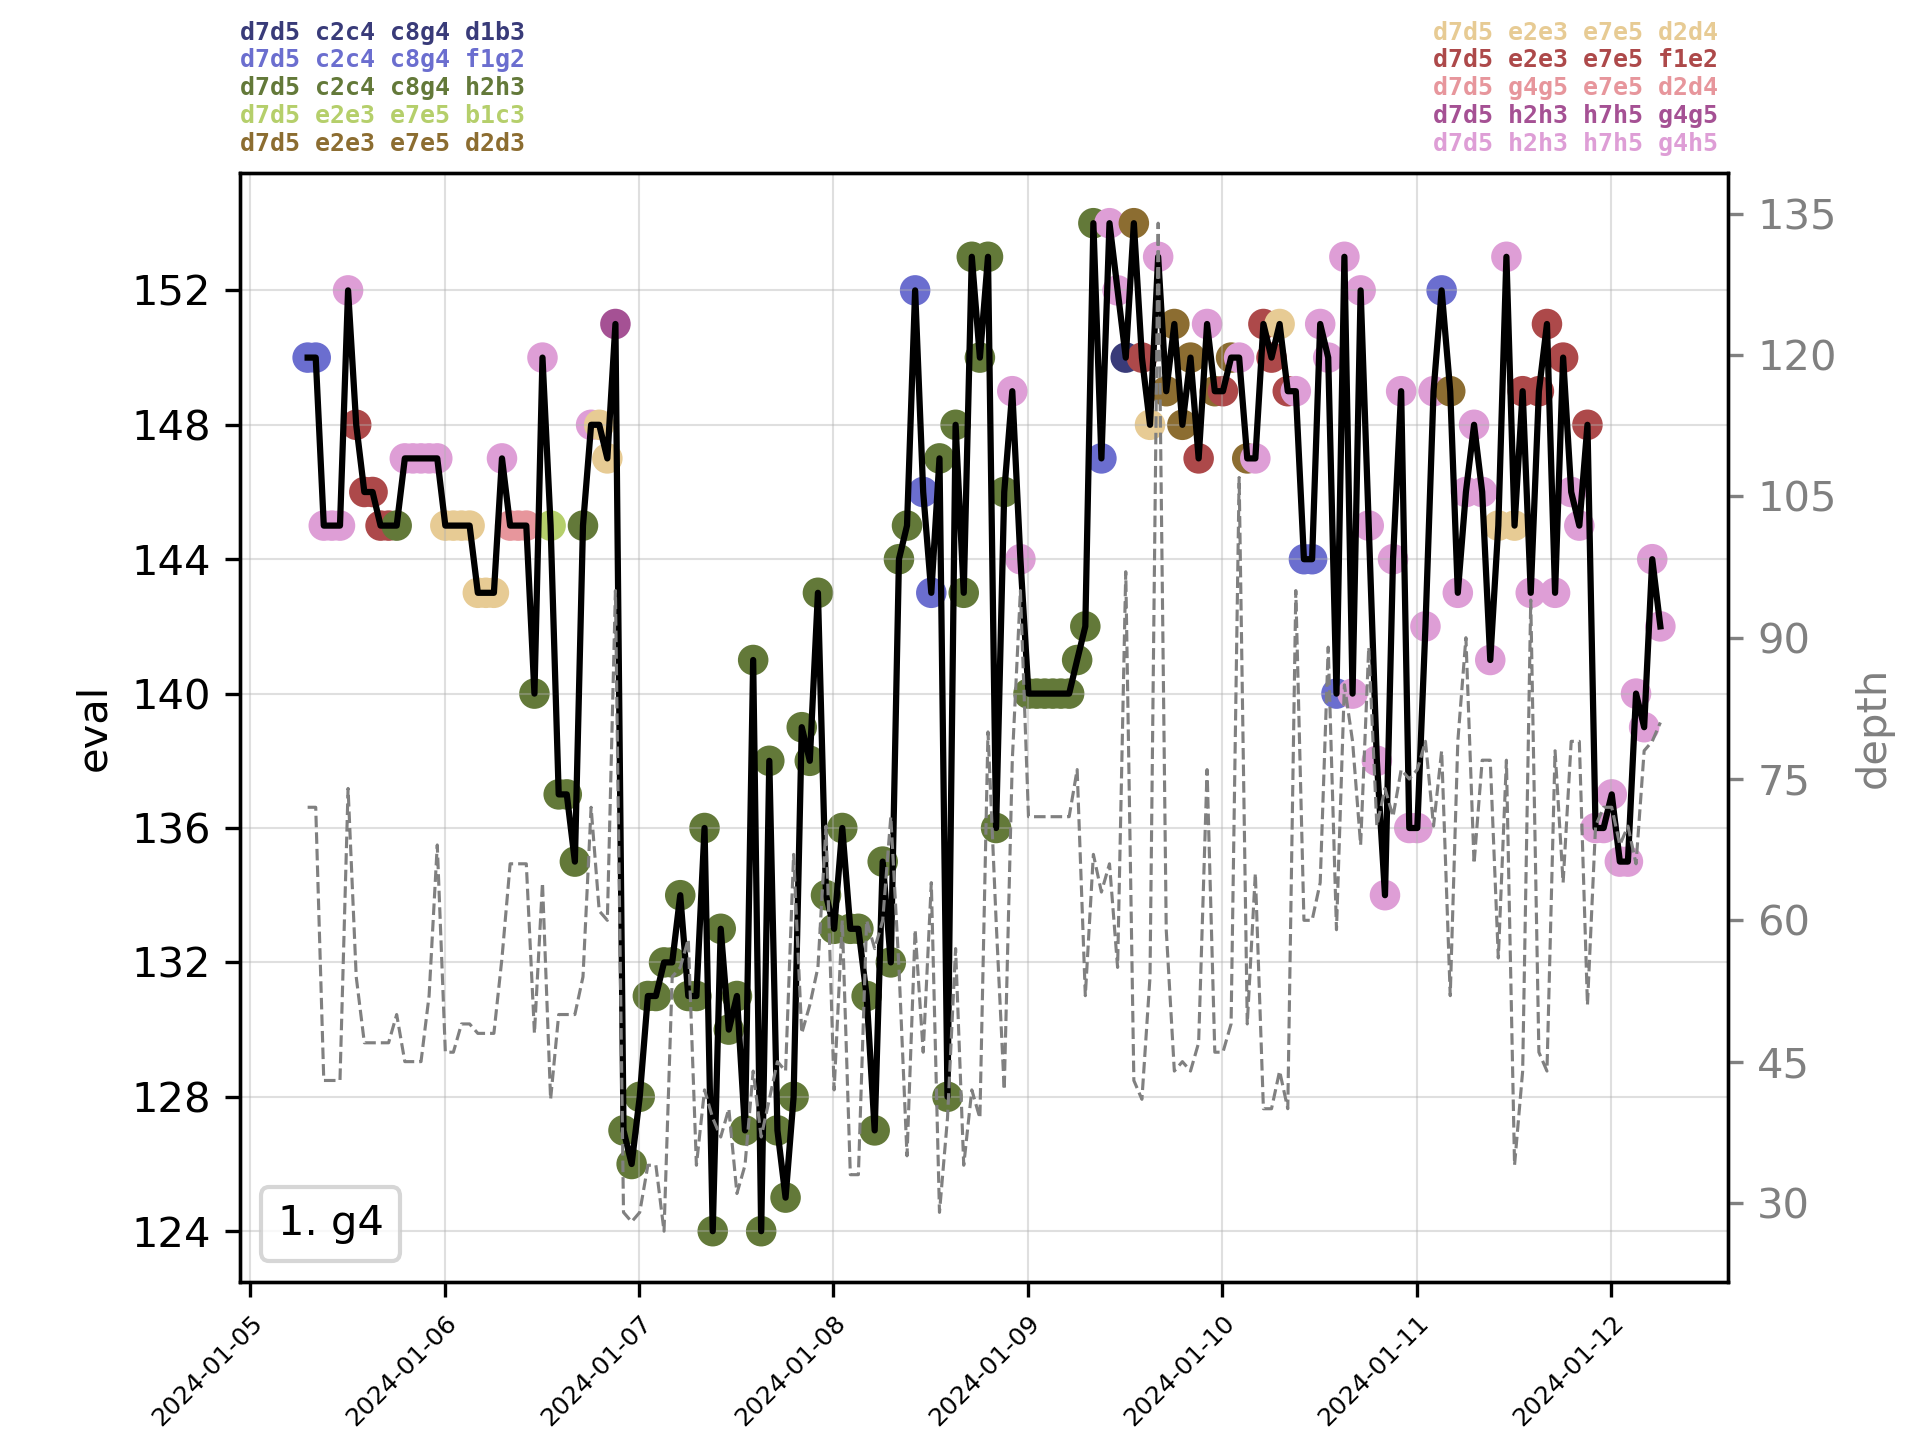 d7d5 c2c4 c8g4 d1b3
d7d5 c2c4 c8g4 f1g2
d7d5 c2c4 c8g4 h2h3
d7d5 e2e3 e7e5 b1c3
d7d5 e2e3 e7e5 d2d3
d7d5 e2e3 e7e5 d2d4
d7d5 e2e3 e7e5 f1e2
d7d5 g4g5 e7e5 d2d4
d7d5 h2h3 h7h5 g4g5
d7d5 h2h3 h7h5 g4h5
eval
152
148
144
140
136
132
128
124
1. g4
135
120
105
90
75
60
45
30
depth
2024-01-05
2024-01-06
2024-01-07
2024-01-08
2024-01-09
2024-01-10
2024-01-11
2024-01-12